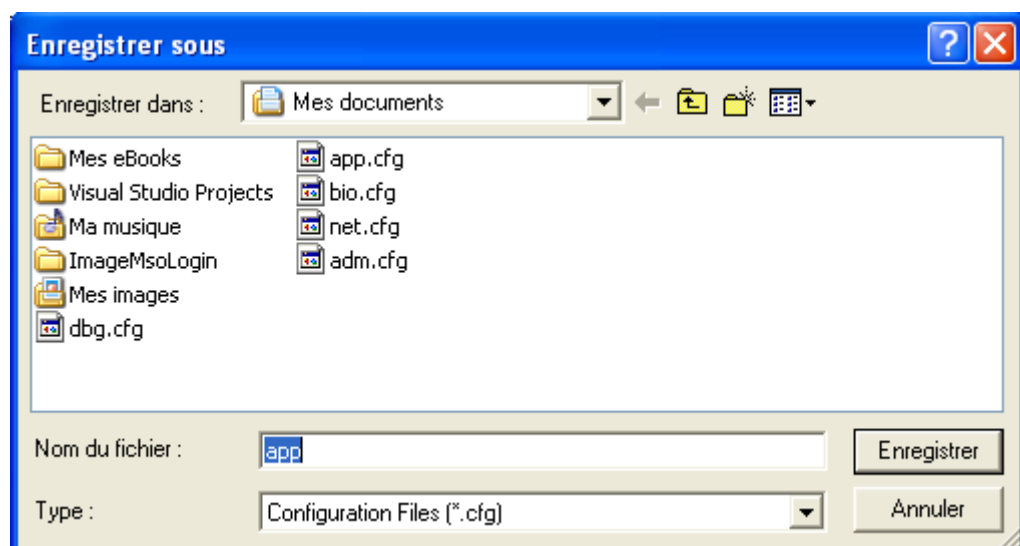 Enregistrer sous
Enregistrer dans :
Mes documents
Mes eBooks
Visual Studio Projects
Ma musique
ImageMsoLogin
Mes images
dbg.cfg
app.cfg
bio.cfg
net.cfg
adm.cfg
Nom du fichier :
app
Enregistrer
Type :
Configuration Files (*.cfg)
Annuler